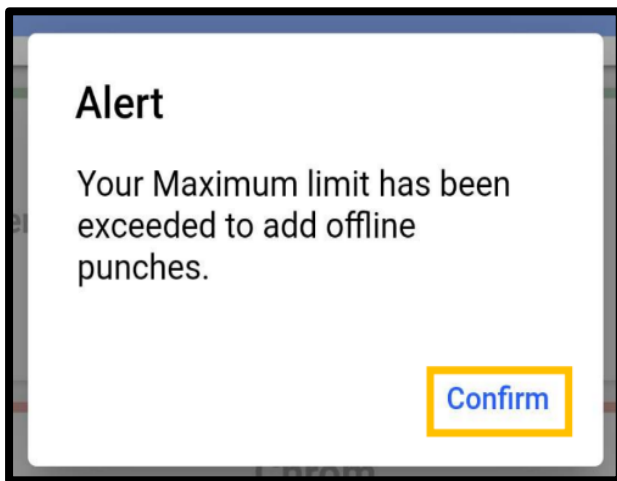 Alert
Your Maximum limit has been
exceeded to add offline
punches.
Confirm